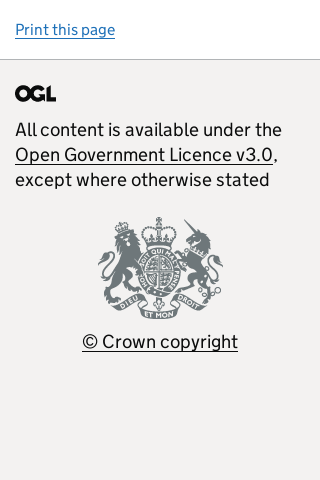 Print this page
OGL
All content is available under the
Open Government Licence v3.0,
except where otherwise stated
DIEU ET MON DROIT
© Crown copyright